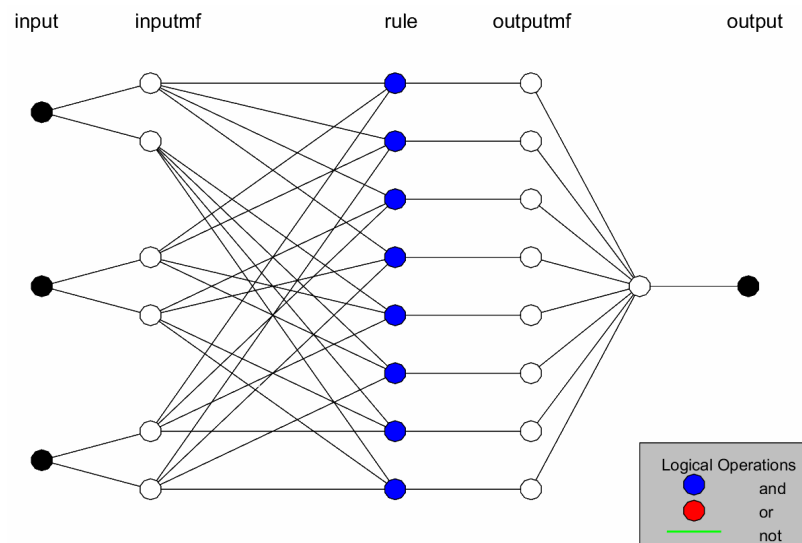 input inputmf rule outputmf output
Logical Operations
and
or
not